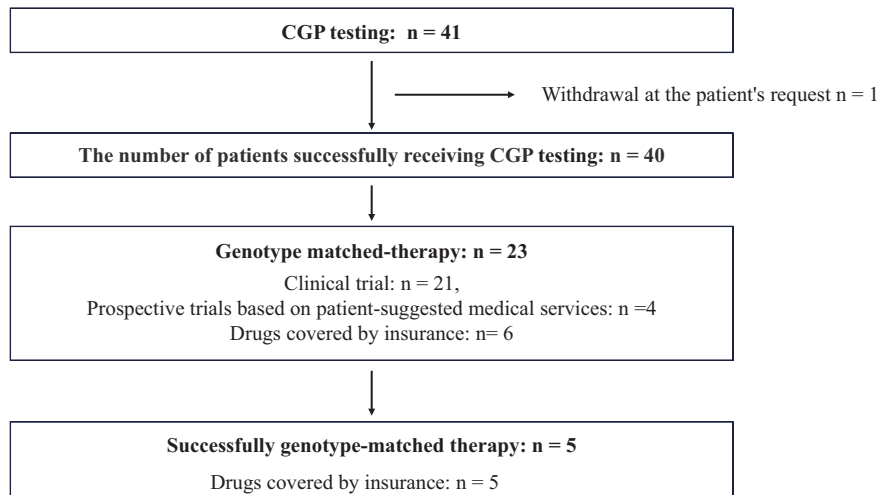 CGP testing:  n = 41
Withdrawal at the patient's request n = 1
The number of patients successfully receiving CGP testing: n = 40
Genotype matched-therapy: n = 23
Clinical trial: n = 21,
Prospective trials based on patient-suggested medical services: n =4
Drugs covered by insurance: n= 6
Successfully genotype-matched therapy: n = 5
Drugs covered by insurance: n = 5